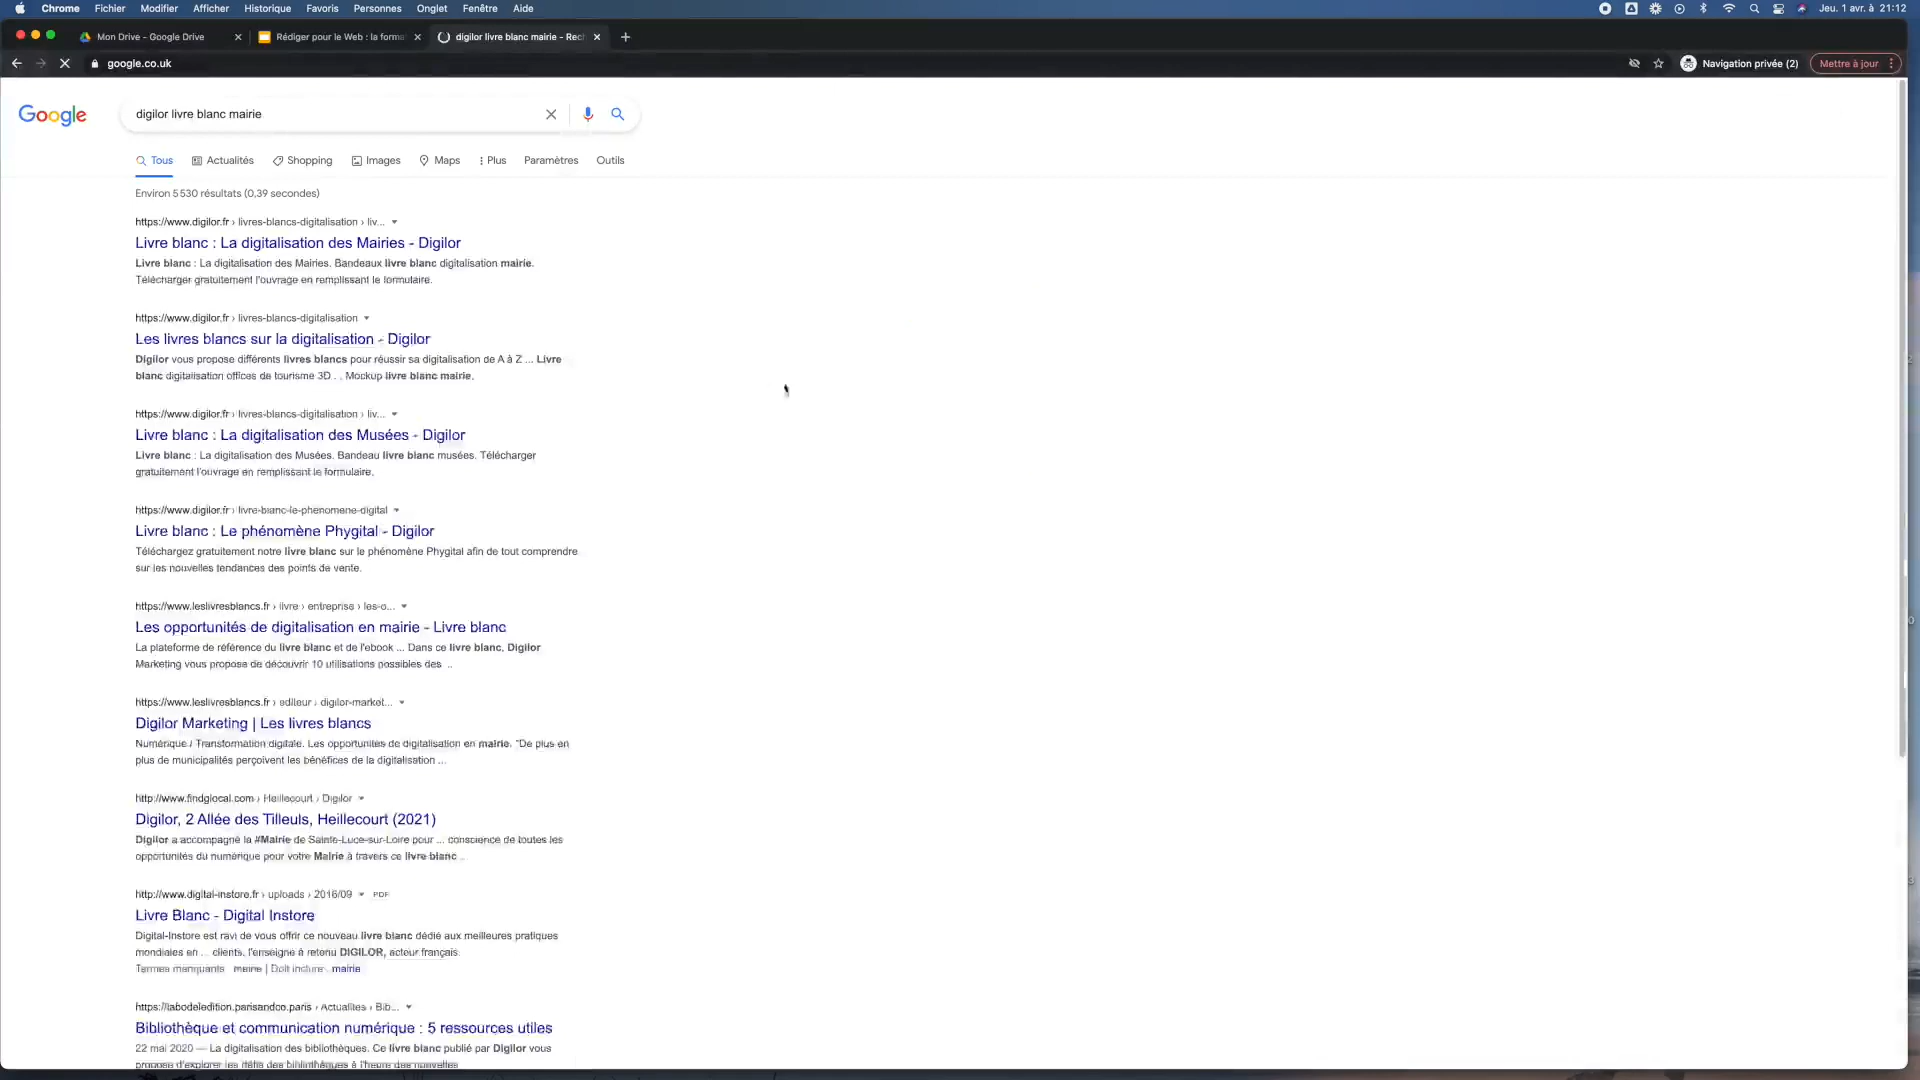 Chrome Fichier Modifier Afficher Historique Favoris Personnes Onglet Fenêtre Aide Jeu. 1 avr. à 21:12
Mon Drive - Google Drive Rédiger pour le Web : la forma digilor livre blanc mairie - Rec
google.co.uk Navigation privée (2) Mettre à jour
Google digilor livre blanc mairie
Tous Actualités Shopping Images Maps Plus Paramètres Outils
Environ 5 530 résultats (0,39 secondes)
https://www.digilor.fr › livres-blancs-digitalisation › liv...
Livre blanc : La digitalisation des Mairies - Digilor
Livre blanc : La digitalisation des Mairies. Bandeaux livre blanc digitalisation mairie.
Télécharger gratuitement l'ouvrage en remplissant le formulaire.
https://www.digilor.fr › livres-blancs-digitalisation
Les livres blancs sur la digitalisation - Digilor
Digilor vous propose différents livres blancs pour réussir sa digitalisation de A à Z ... Livre
blanc digitalisation offices de tourisme 3D . . Mockup livre blanc mairie.
https://www.digilor.fr › livres-blancs-digitalisation › liv...
Livre blanc : La digitalisation des Musées - Digilor
Livre blanc : La digitalisation des Musées. Bandeau livre blanc musées. Télécharger
gratuitement l'ouvrage en remplissant le formulaire.
https://www.digilor.fr › livre-blanc-le-phenomene-digital
Livre blanc : Le phénomène Phygital - Digilor
Téléchargez gratuitement notre livre blanc sur le phénomène Phygital afin de tout comprendre
sur les nouvelles tendances des points de vente.
https://www.leslivresblancs.fr › livre › entreprise › les-o...
Les opportunités de digitalisation en mairie - Livre blanc
La plateforme de référence du livre blanc et de l'ebook ... Dans ce livre blanc, Digilor
Marketing vous propose de découvrir 10 utilisations possibles des ..
https://www.leslivresblancs.fr › editeur › digilor-market...
Digilor Marketing | Les livres blancs
Numérique / Transformation digitale. Les opportunités de digitalisation en mairie. "De plus en
plus de municipalités perçoivent les bénéfices de la digitalisation ...
http://www.findglocal.com › Heillecourt › Digilor
Digilor, 2 Allée des Tilleuls, Heillecourt (2021)
Digilor a accompagné la #Mairie de Sainte-Luce-sur-Loire pour ... conscience de toutes les
opportunités du numérique pour votre Mairie à travers ce livre blanc ..
http://www.digital-instore.fr › uploads › 2016/09 PDF
Livre Blanc - Digital Instore
Digital-Instore est ravi de vous offrir ce nouveau livre blanc dédié aux meilleures pratiques
mondiales en ... clients. l'enseigne a retenu DIGILOR, acteur français
Termes manquants mairie | Doit inclure mairie
https://labodeledition.parisandco.paris › Actualités › Bib...
Bibliothèque et communication numérique : 5 ressources utiles
22 mai 2020 — La digitalisation des bibliothèques. Ce livre blanc publié par Digilor vous
propose d'explorer les défis des bibliothèques à l'heure des nouvelles